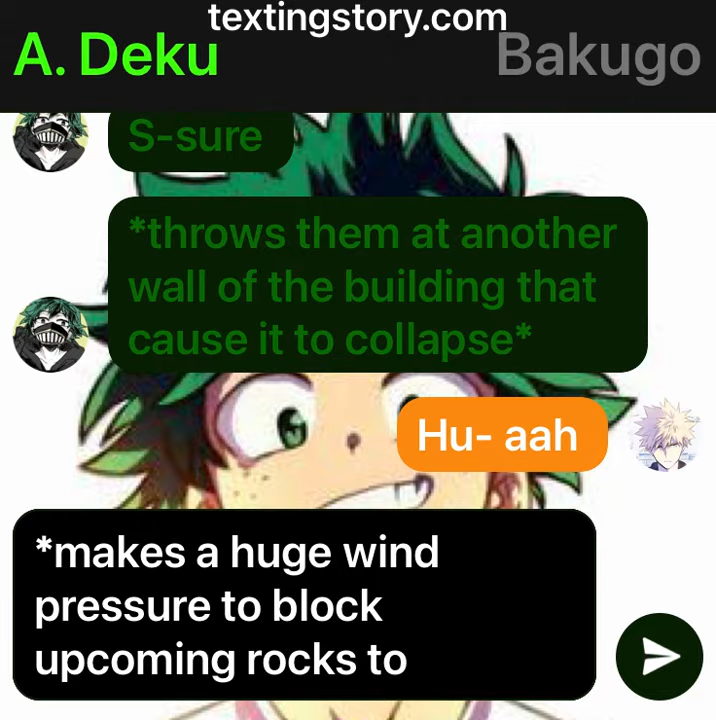 textingstory.com
A. Deku
Bakugo
S-sure
*throws them at another
wall of the building that
cause it to collapse*
Hu- aah
*makes a huge wind
pressure to block
upcoming rocks to